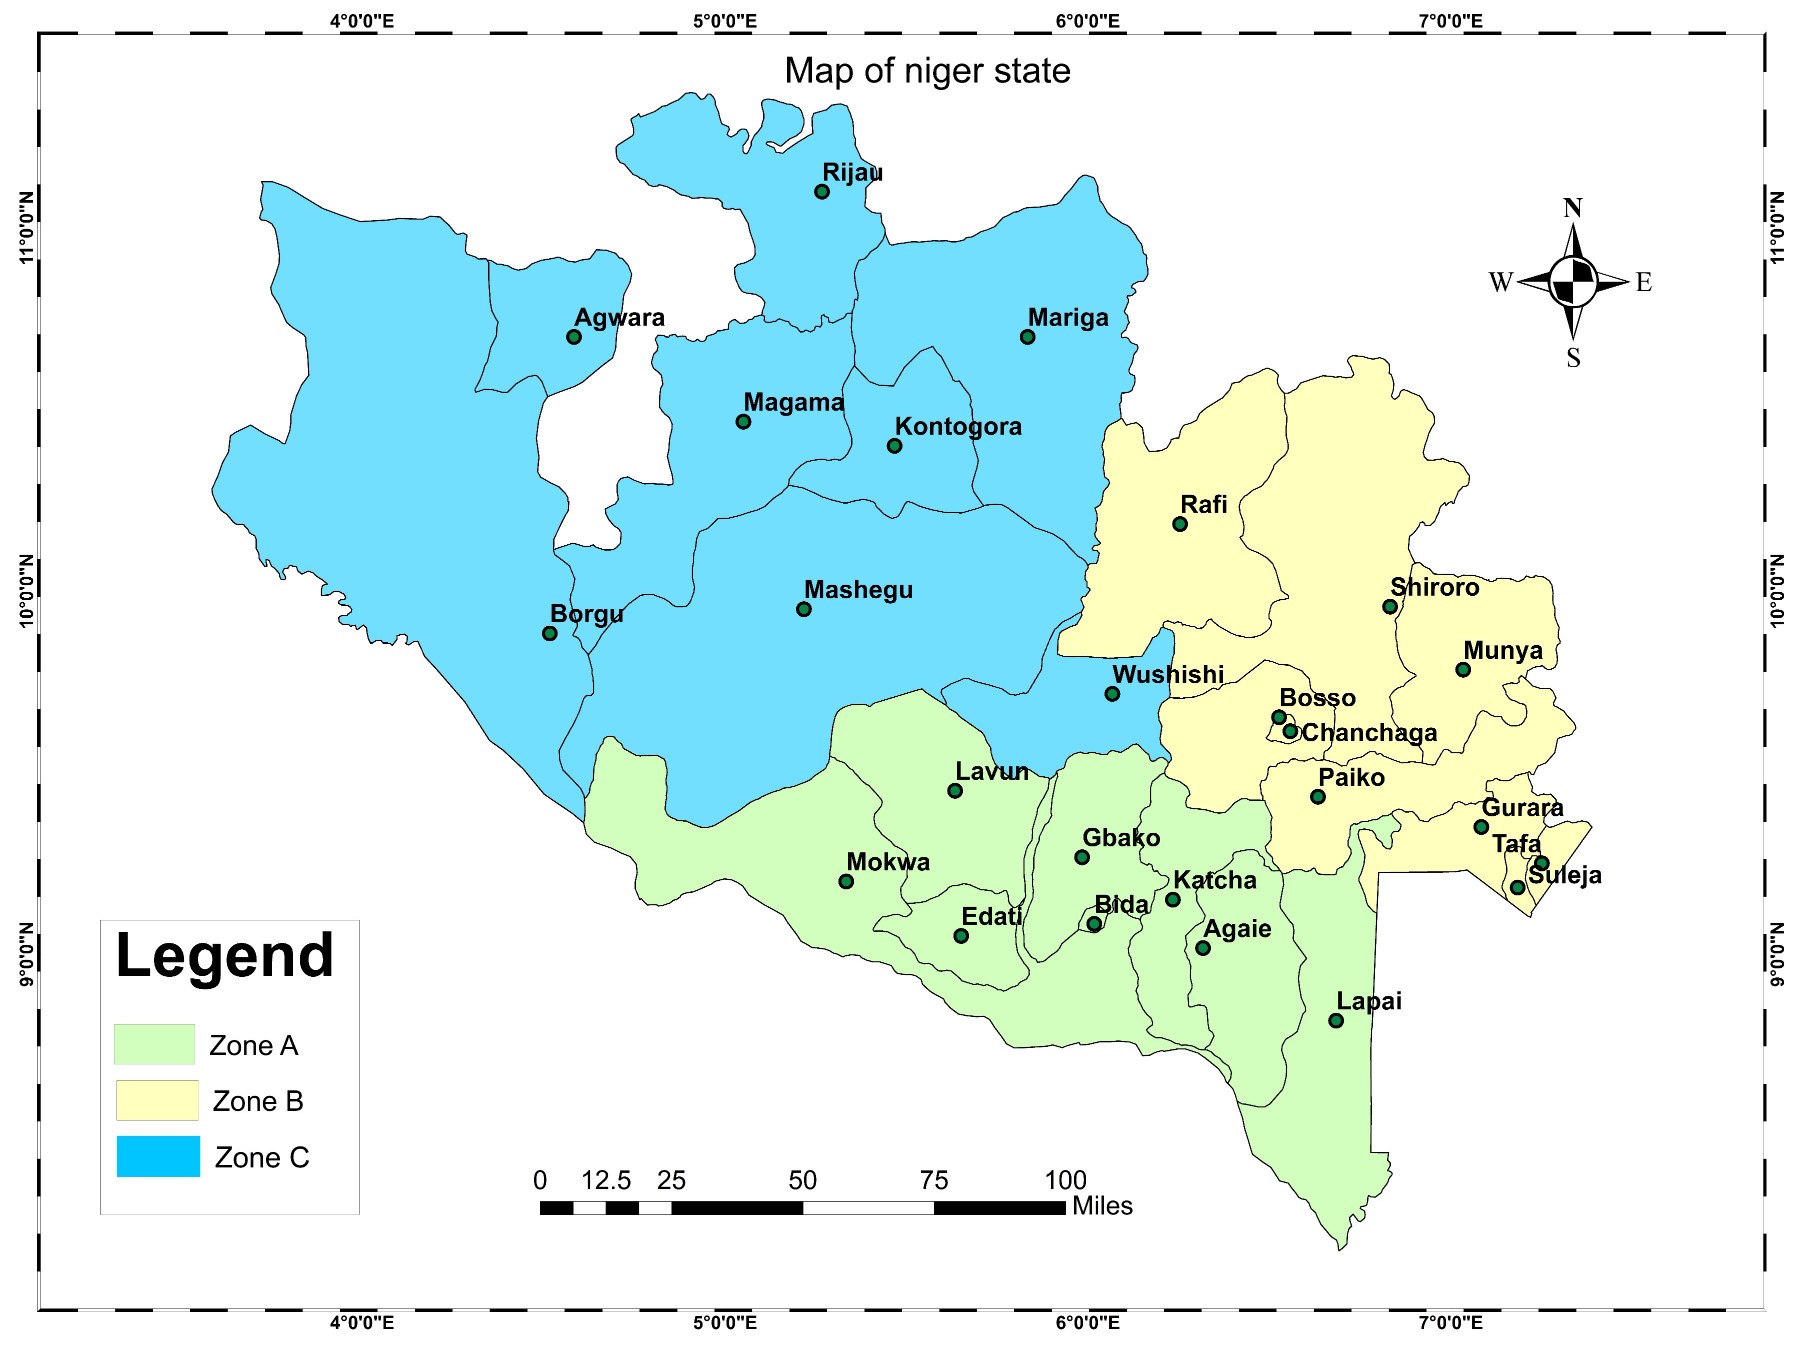 4°0'0"E 5°0'0"E 6°0'0"E 7°0'0"E
Map of niger state
Rijau
N
W E
S
11°0'0"N 11°0'0"N
Agwara
Mariga
Magama
Kontogora
Rafi
Shiroro
Mashegu
10°0'0"N 10°0'0"N
Borgu
Munya
Wushishi
Bosso
Chanchaga
Lavun
Paiko
Gurara
Gbako
Tafa
Mokwa
Katcha
Suleja
Bida
Edati
Agaie
9°0'0"N 9°0'0"N
Lapai
Legend
Zone A
Zone B
Zone C
0 12.5 25 50 75 100
Miles
4°0'0"E 5°0'0"E 6°0'0"E 7°0'0"E